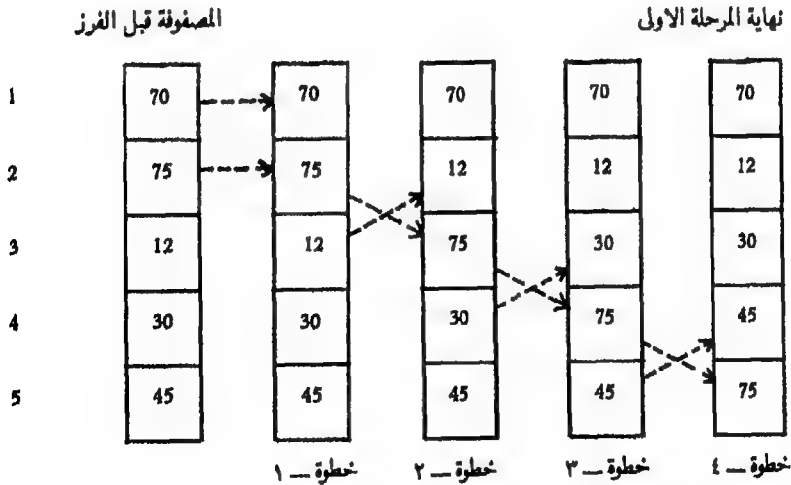 المصفوفة قبل الفرز نهاية المرحلة الاولى
1 70 70 70 70 70
2 75 75 12 12 12
3 12 12 75 30 30
4 30 30 30 75 45
5 45 45 45 45 75
خطوة — ١ خطوة — ٢ خطوة — ٣ خطوة — ٤